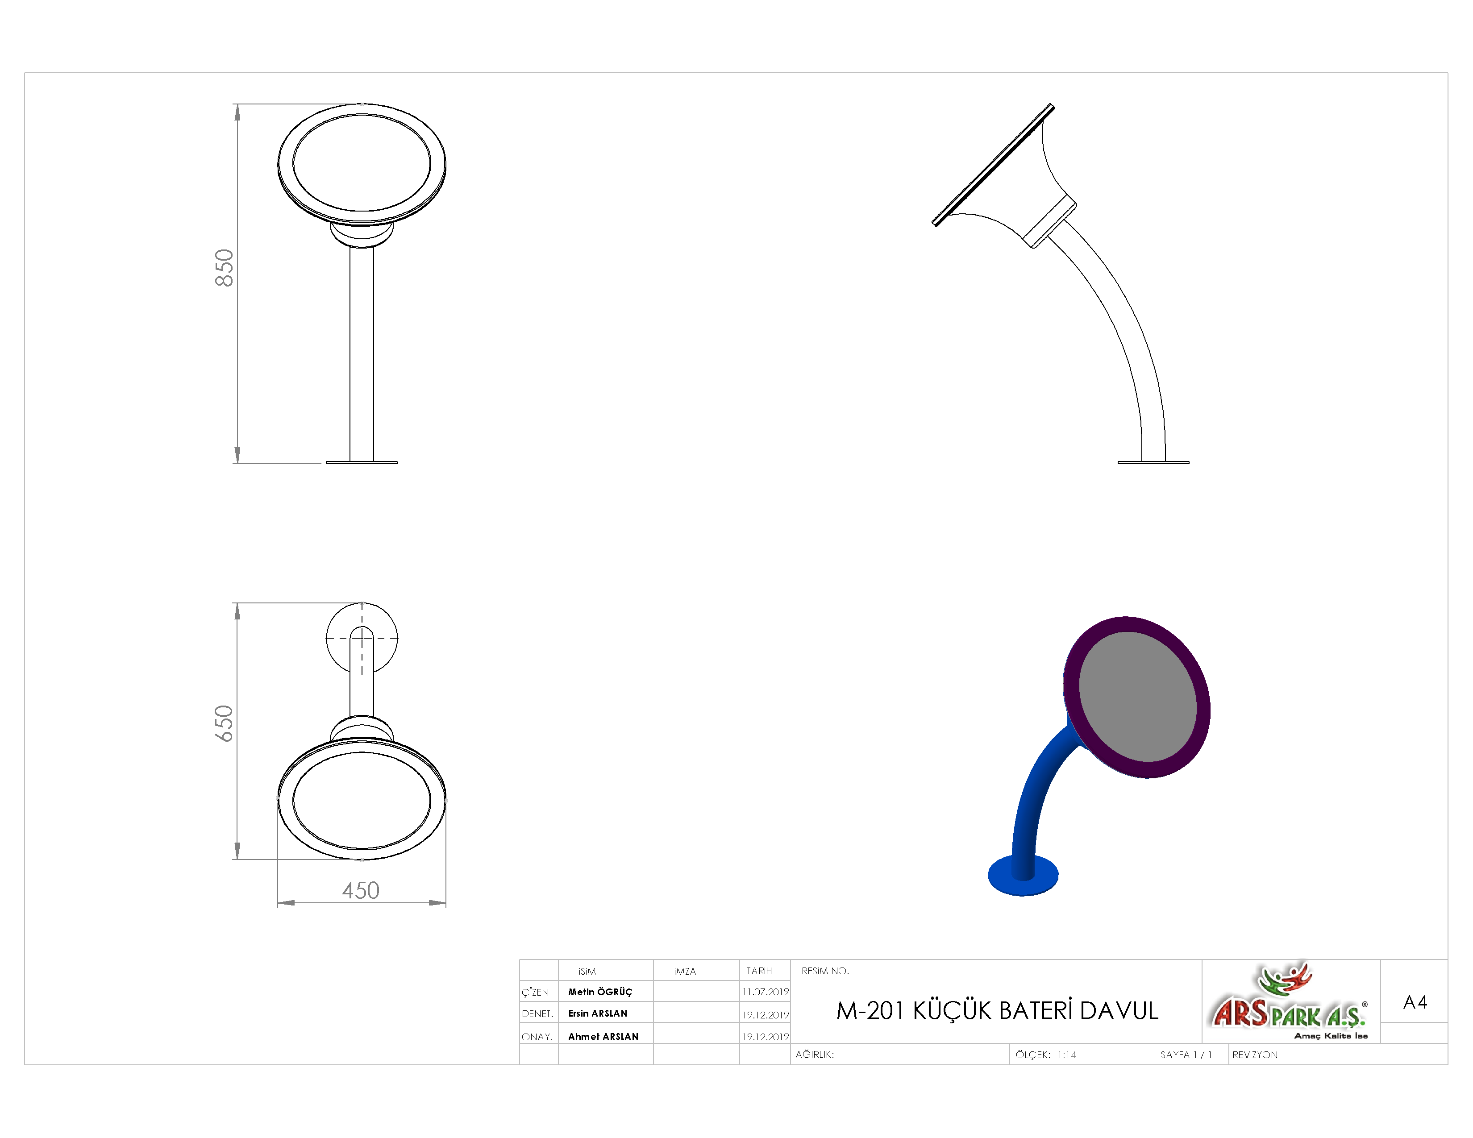 850
650
450
İSİM İMZA TARİH RESİM NO.
ÇİZEN. Metin ÖGRÜÇ 11.07.2019
DENET. Ersin ARSLAN 19.12.2019
ONAY. Ahmet ARSLAN 19.12.2019
M-201 KÜÇÜK BATERİ DAVUL
AĞIRLIK: ÖLÇEK: 1:14 SAYFA 1 / 1 REVİZYON
ARSPARK A.Ş.®
Amaç Kalite İse
A4